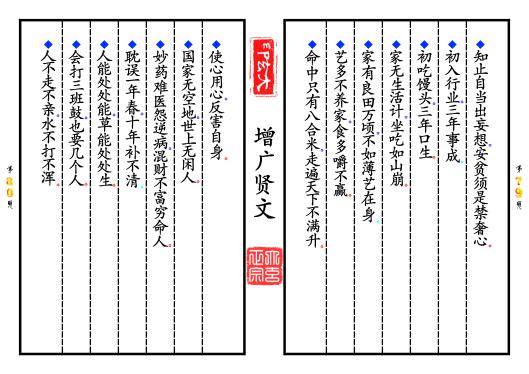 第79頁
知止自当出妄想,安贫须是禁奢心。
初入行业,三年事成。
初吃馒头,三年口生。
家无生活计,坐吃如山崩。
家有良田万顷,不如薄艺在身。
艺多不养家,食多嚼不赢。
命中只有八合米,走遍天下不满升。
增广贤文
使心用心,反害自身。
国家无空地,世上无闲人。
妙药难医怨逆病,混财不富穷命人。
耽误一年春,十年补不清。
人能处处能,草能处处生。
会打三班鼓,也要几个人。
人不走不亲,水不打不浑。
第80頁